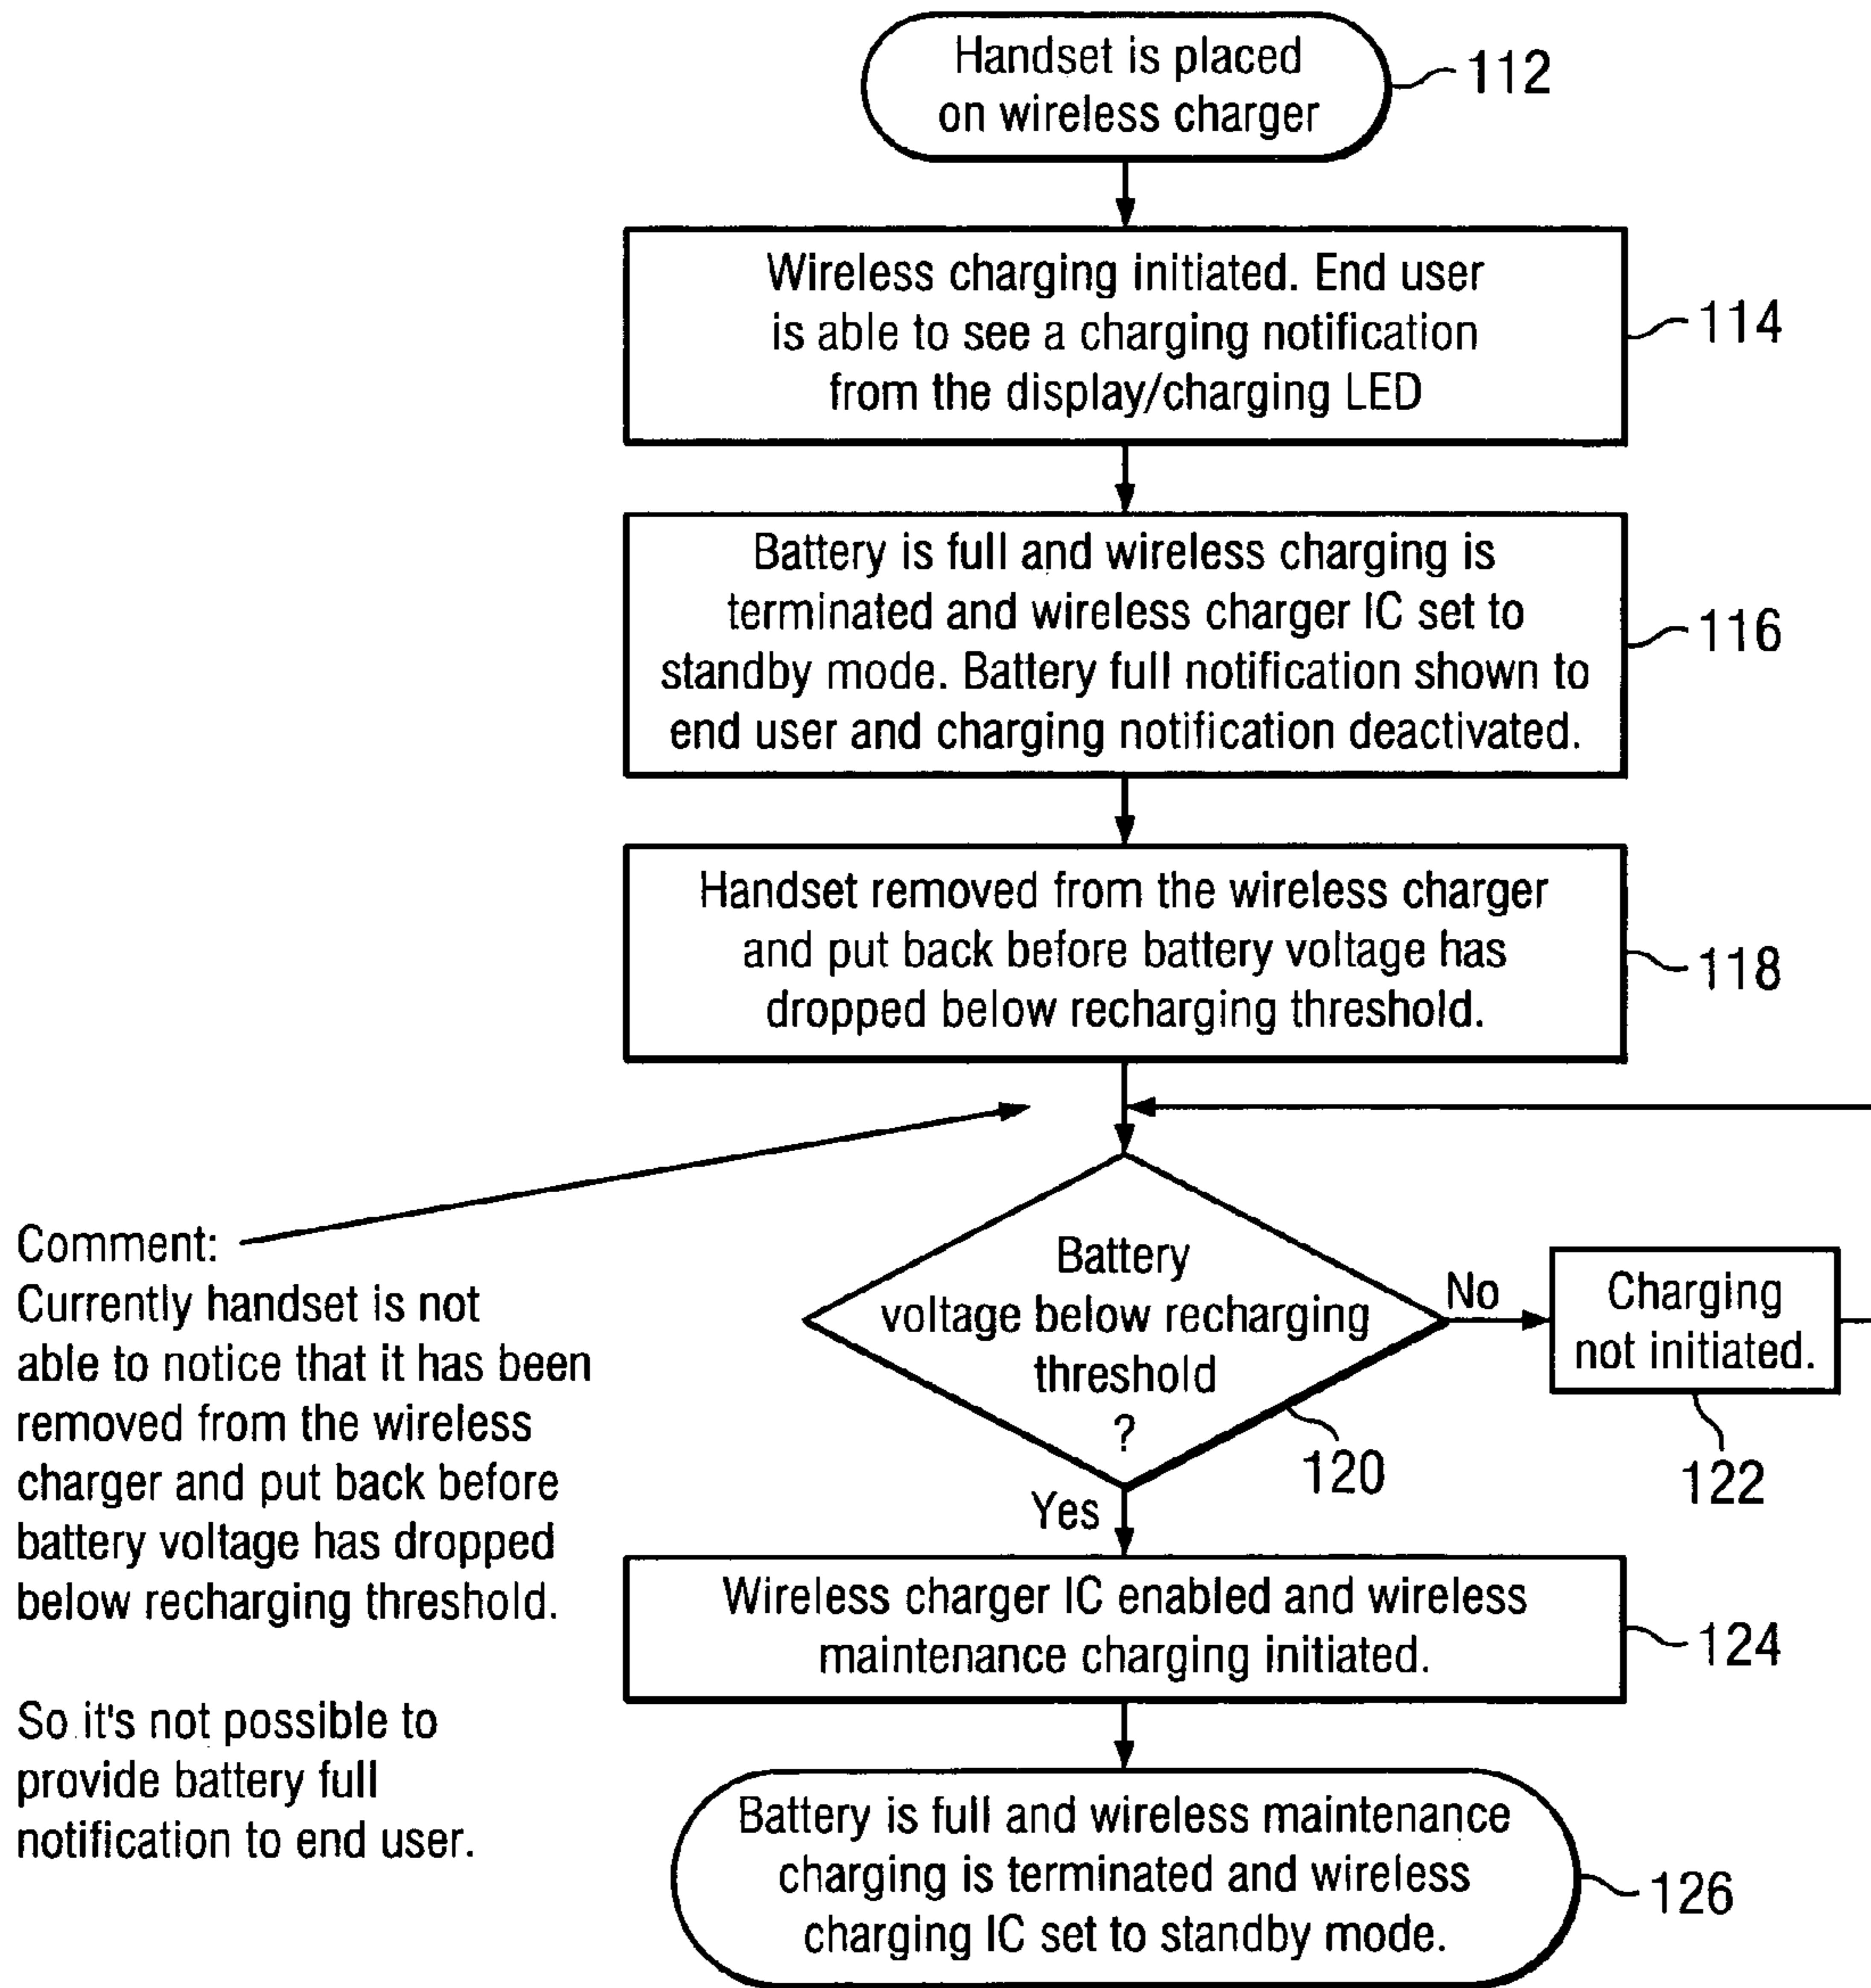 Handset is placed
on wireless charger
112
Wireless charging initiated. End user
is able to see a charging notification
from the display/charging LED
114
Battery is full and wireless charging is
terminated and wireless charger IC set to
standby mode. Battery full notification shown to
end user and charging notification deactivated.
116
Handset removed from the wireless charger
and put back before battery voltage has
dropped below recharging threshold.
118
Comment:
Currently handset is not
able to notice that it has been
removed from the wireless
charger and put back before
battery voltage has dropped
below recharging threshold.
So it's not possible to
provide battery full
notification to end user.
Battery
voltage below recharging
threshold
?
120
No
Charging
not initiated.
122
Yes
Wireless charger IC enabled and wireless
maintenance charging initiated.
124
Battery is full and wireless maintenance
charging is terminated and wireless
charging IC set to standby mode.
126